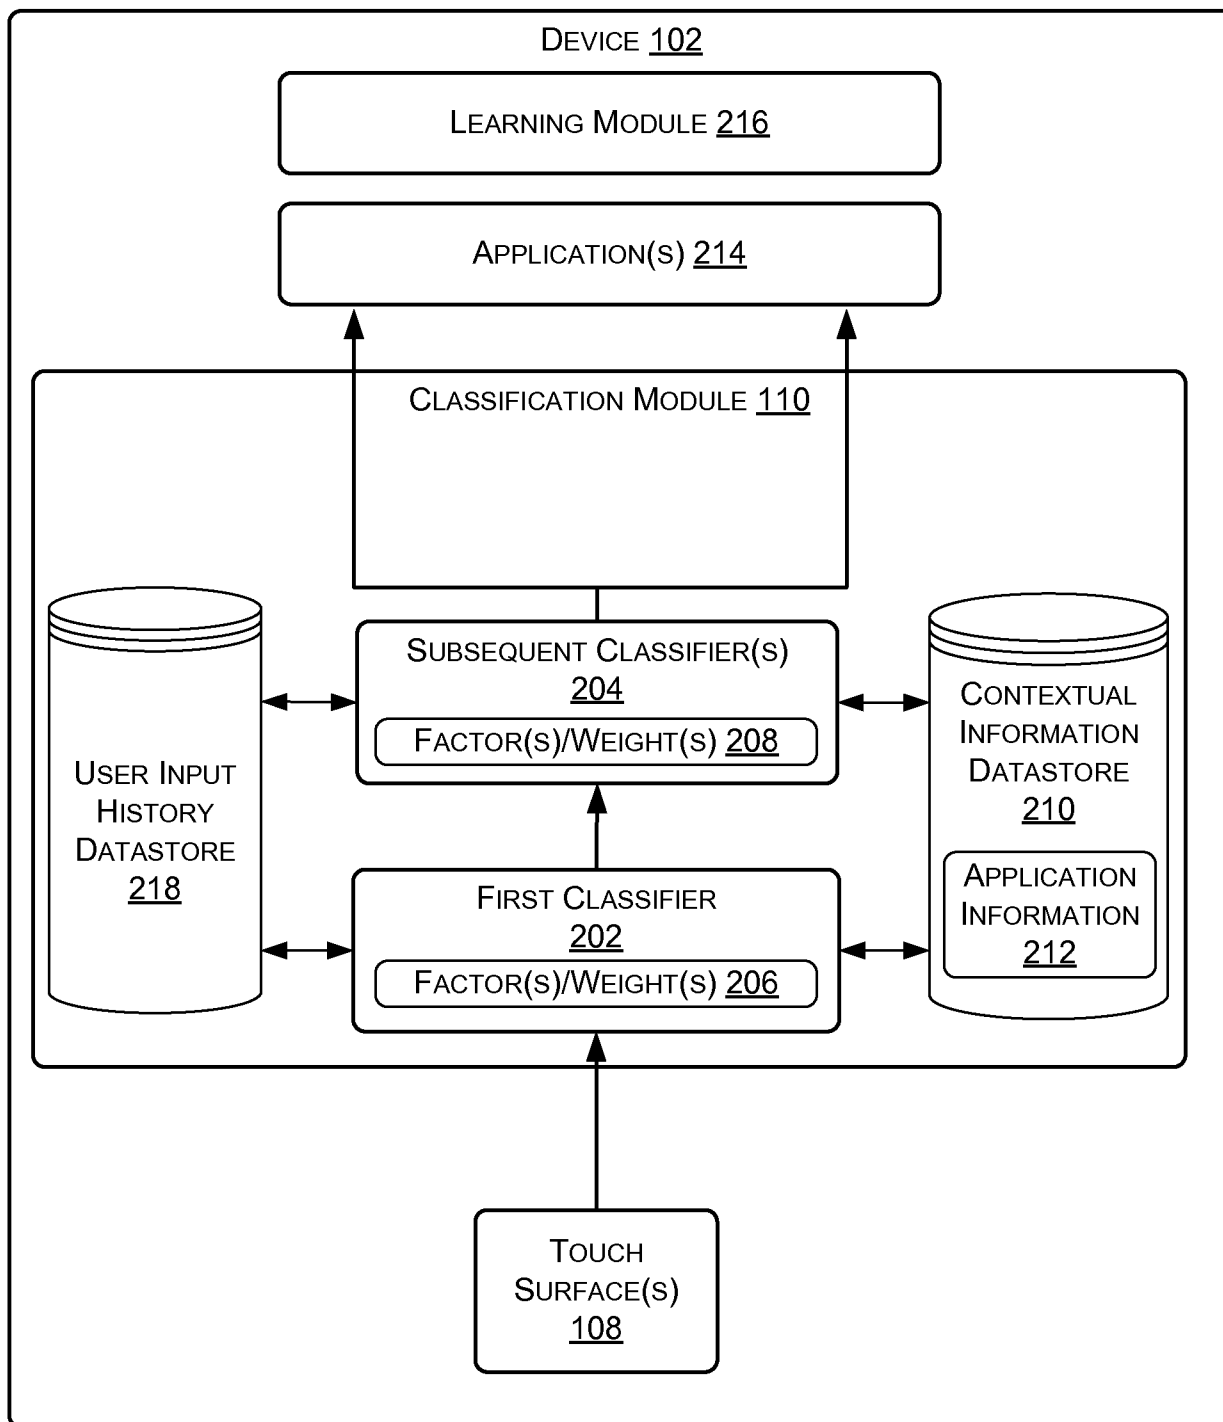 DEVICE 102
LEARNING MODULE 216
APPLICATION(S) 214
CLASSIFICATION MODULE 110
SUBSEQUENT CLASSIFIER(S)
204
FACTOR(S)/WEIGHT(S) 208
CONTEXTUAL
INFORMATION
DATASTORE
210
USER INPUT
HISTORY
DATASTORE
218
APPLICATION
INFORMATION
212
FIRST CLASSIFIER
202
FACTOR(S)/WEIGHT(S) 206
TOUCH
SURFACE(S)
108